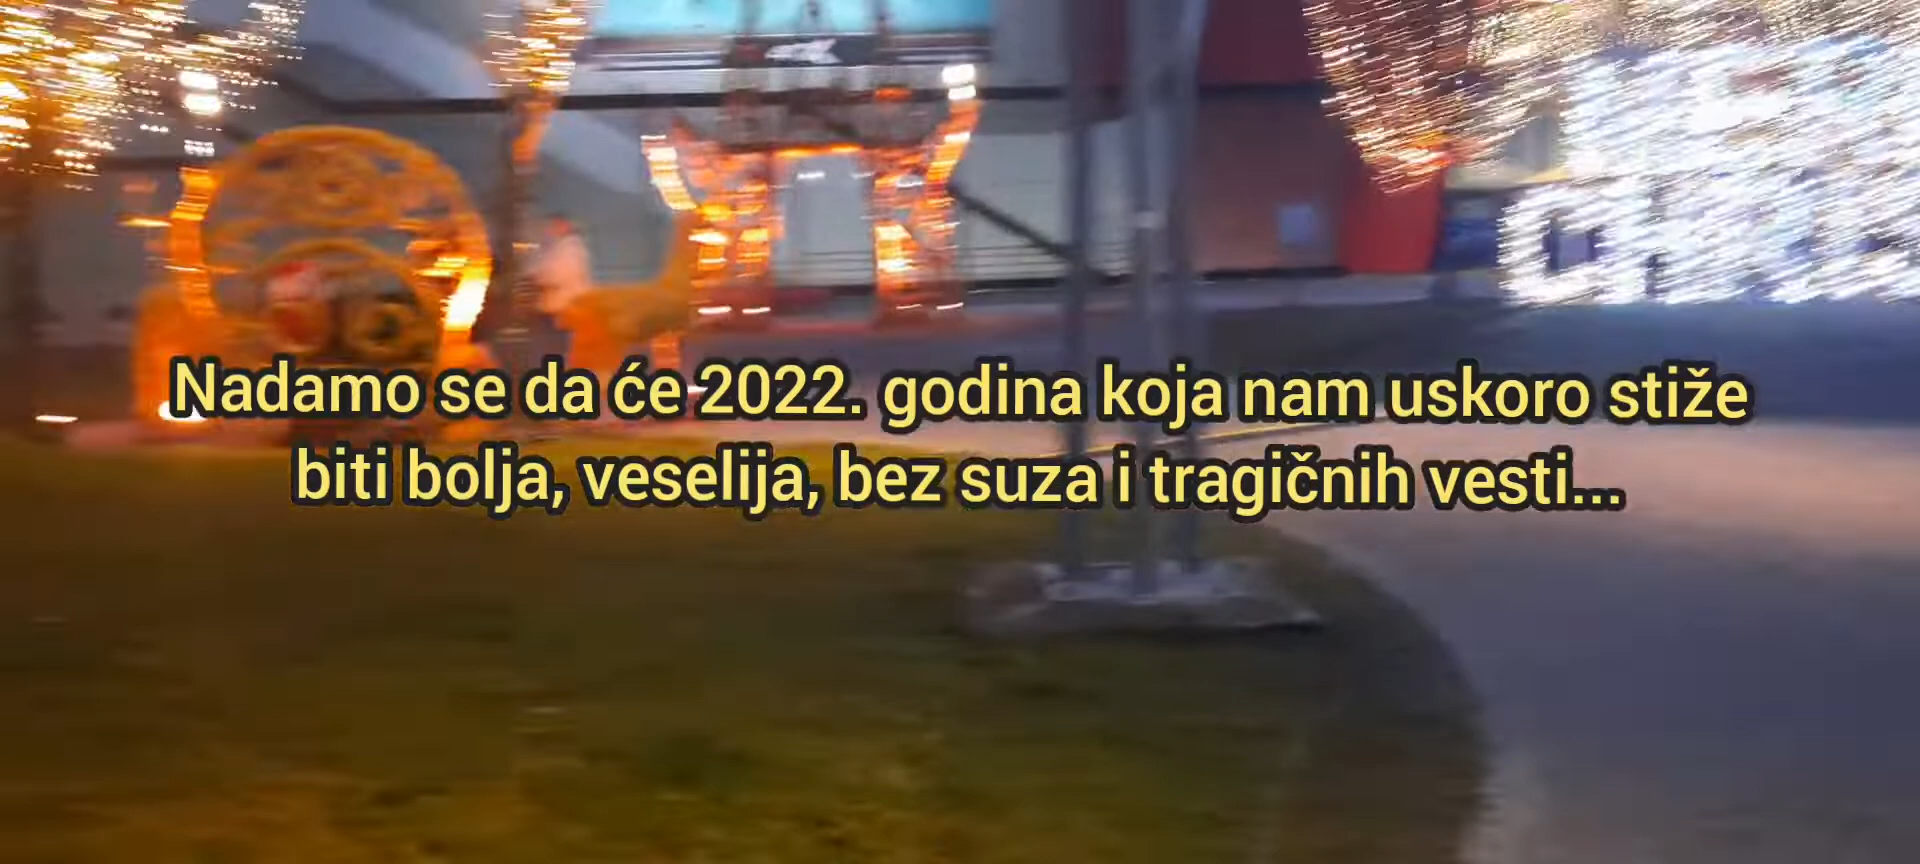 Nadamo se da će 2022. godina koja nam uskoro stiže
biti bolja, veselija, bez suza i tragičnih vesti...